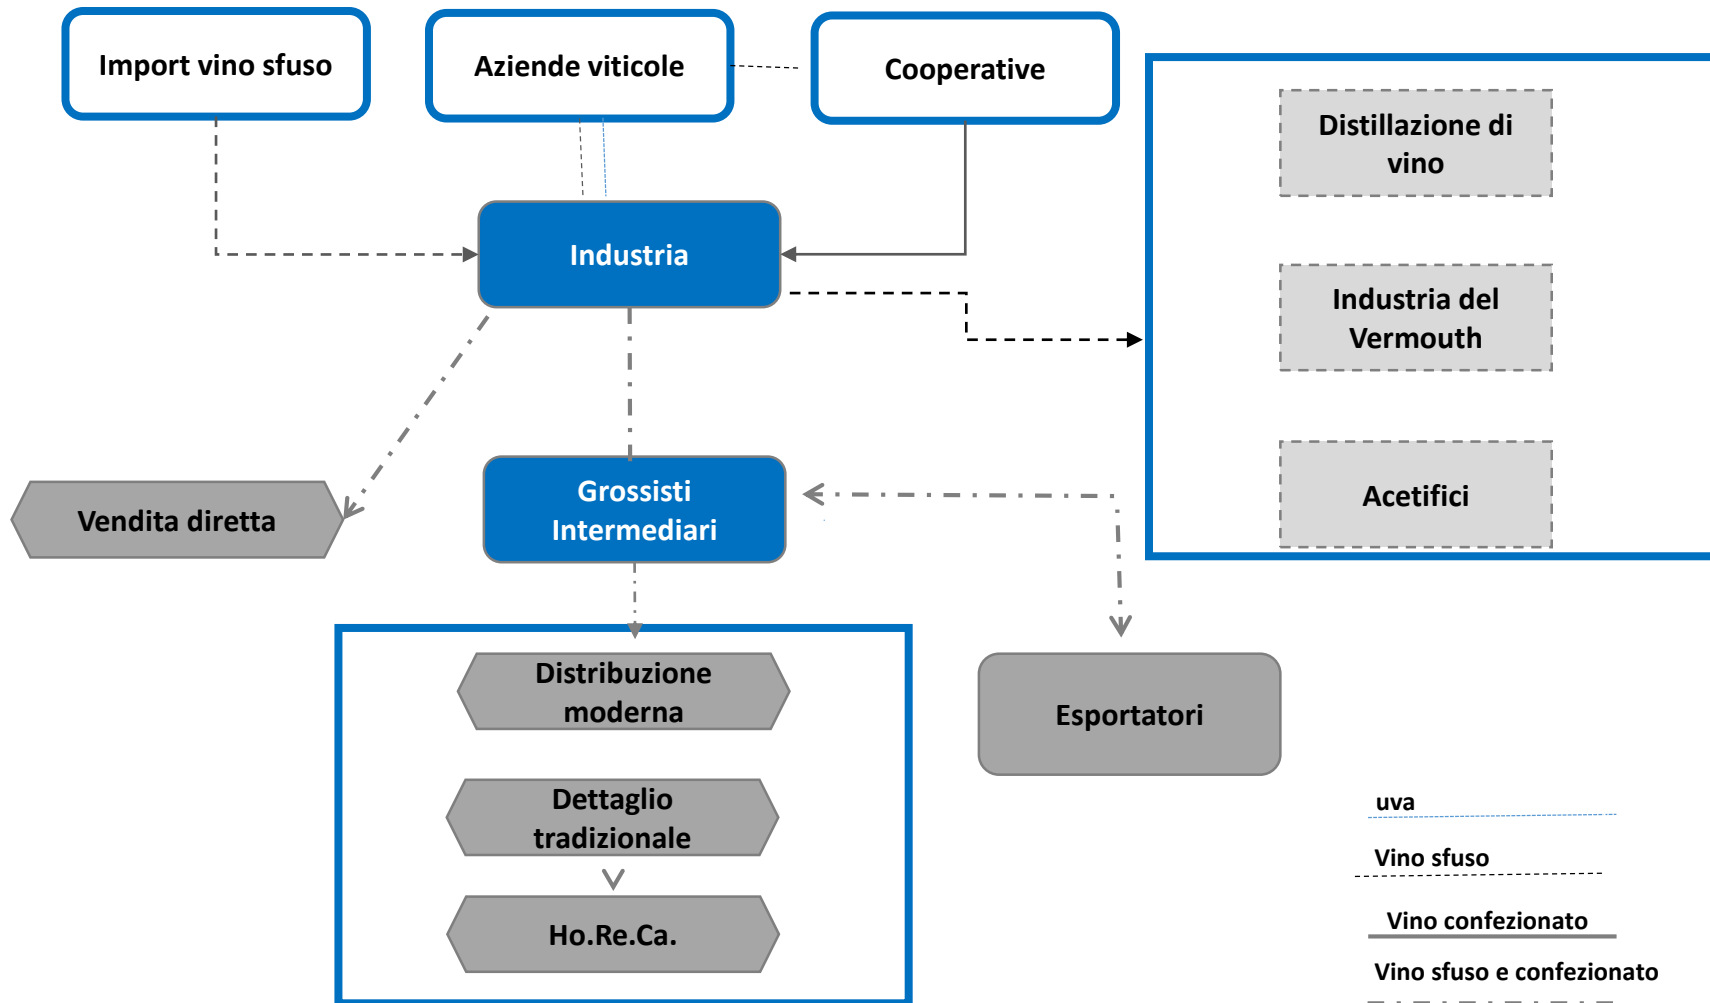 Import vino sfuso
Aziende viticole
Cooperative
Distillazione di
vino
Industria
Industria del
Vermouth
Grossisti
Intermediari
Acetifici
Vendita diretta
Distribuzione
moderna
Esportatori
Dettaglio
tradizionale
Ho.Re.Ca.
uva
Vino sfuso
Vino confezionato
Vino sfuso e confezionato